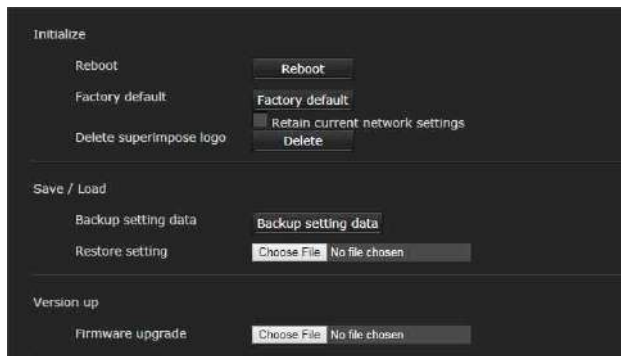 Initialize
Reboot Reboot
Factory default Factory default
Retain current network settings
Delete superimpose logo Delete
Save / Load
Backup setting data Backup setting data
Restore setting Choose File No file chosen
Version up
Firmware upgrade Choose File No file chosen